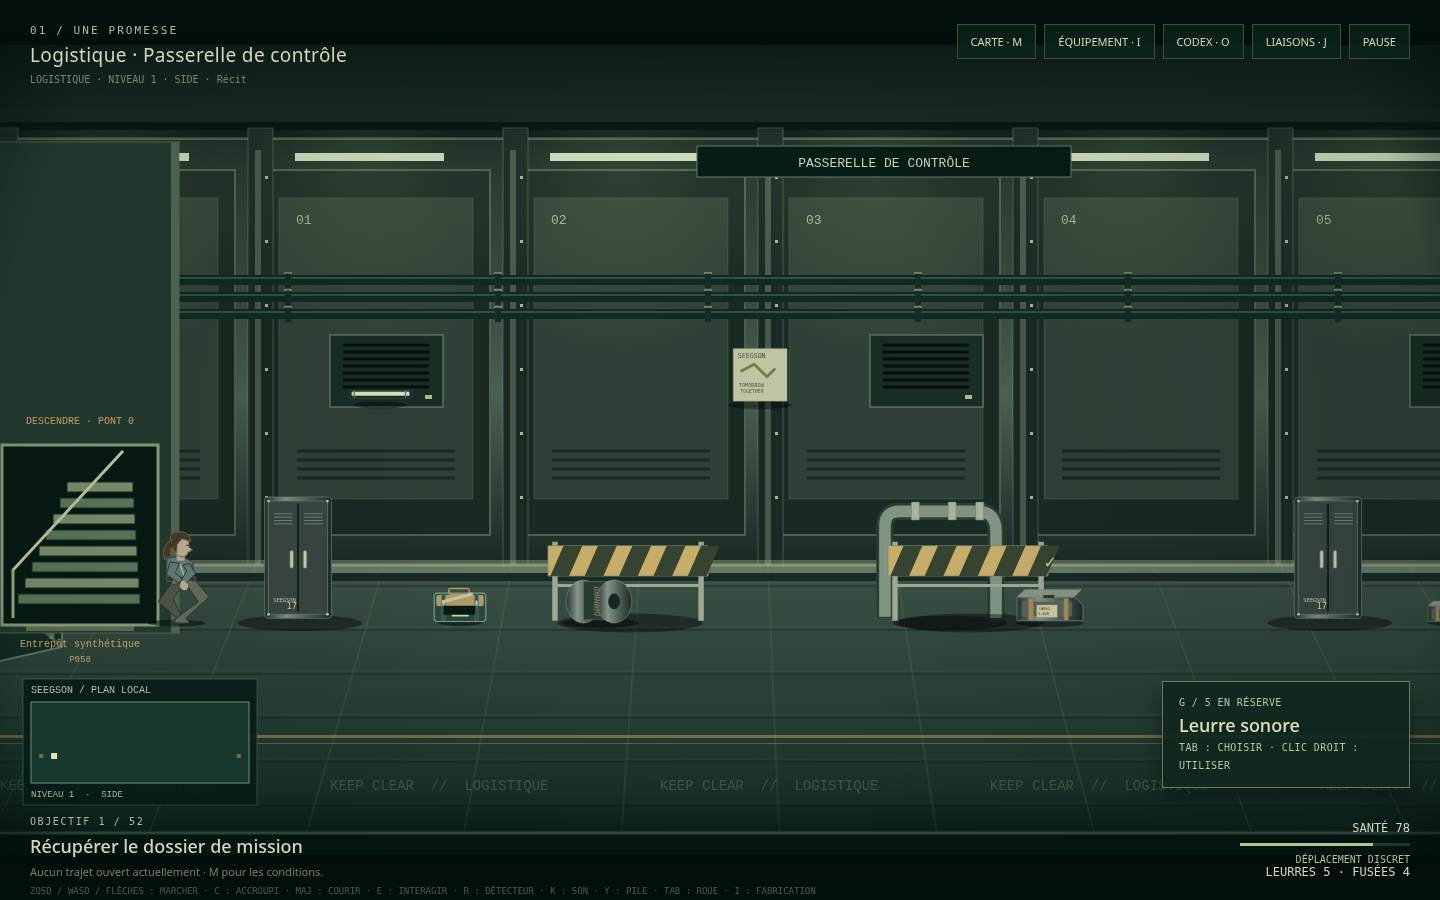 01 / UNE PROMESSE
Logistique · Passerelle de contrôle
LOGISTIQUE · NIVEAU 1 · SIDE · Récit
CARTE · M
ÉQUIPEMENT · I
CODEX · O
LIAISONS · J
PAUSE
PASSERELLE DE CONTRÔLE
01
02
03
04
05
SEEGSON
TOMORROW
TOGETHER
DESCENDRE · PONT 0
SEEGSON
17
SEEGSON
17
Entrepôt synthétique
P058
SEEGSON / PLAN LOCAL
NIVEAU 1 · SIDE
G / 5 EN RÉSERVE
Leurre sonore
TAB : CHOISIR · CLIC DROIT :
UTILISER
KEEP CLEAR // LOGISTIQUE
KEEP CLEAR // LOGISTIQUE
KEEP CLEAR // LOGISTIQUE
OBJECTIF 1 / 52
Récupérer le dossier de mission
Aucun trajet ouvert actuellement · M pour les conditions.
ZQSD / WASD / FLÈCHES : MARCHER · C : ACCROUPI · MAJ : COURIR · E : INTERAGIR · R : DÉTECTEUR · K : SON · Y : PILE · TAB : ROUE · I : FABRICATION
SANTÉ 78
DÉPLACEMENT DISCRET
LEURRES 5 · FUSÉES 4